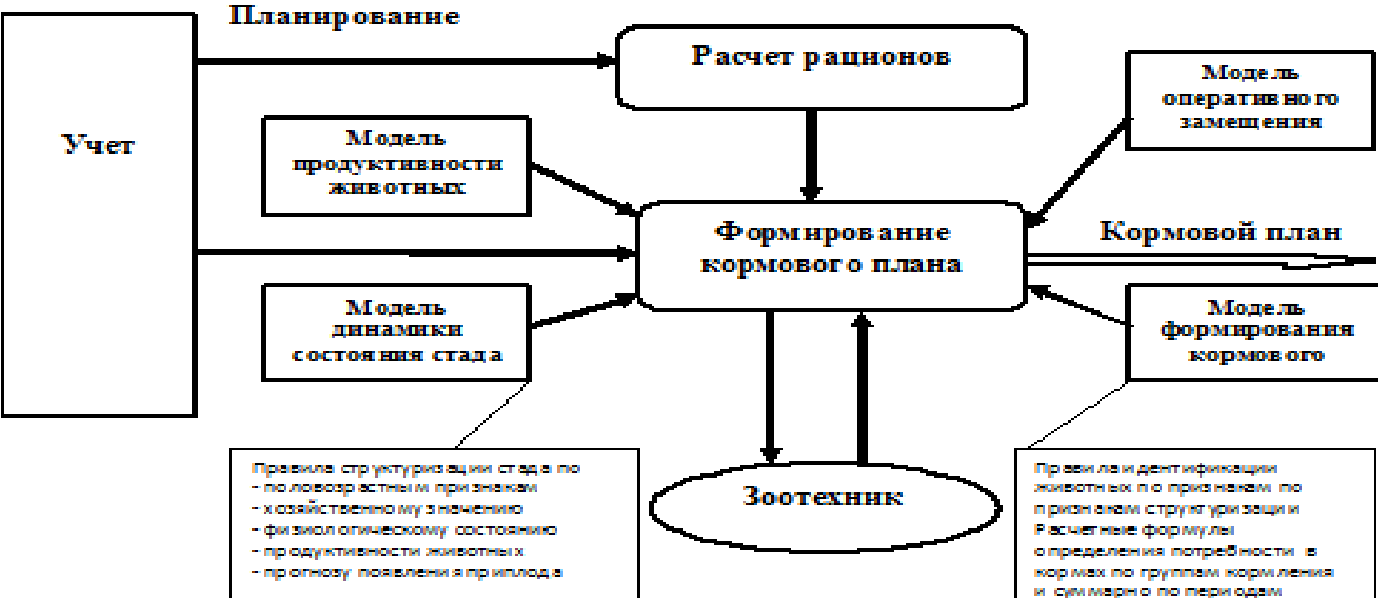 Планирование
Расчет рационов
Модель
оперативного
замещения
Учет
Модель
продуктивности
животных
Формирование
кормового плана
Кормовой план
Модель
динамики
состояния стада
Модель
формирования
кормового
Правила структуризации стада по
- половозрастным признакам
- хозяйственному значению
- физиологическому состоянию
- продуктивности животных
- прогнозу появления приплода
Зоотехник
Правила идентификации
животных по признакам по
признакам структуризации
Расчетные формулы
определения потребности в
кормах по группам кормления
и суммарно по периодам